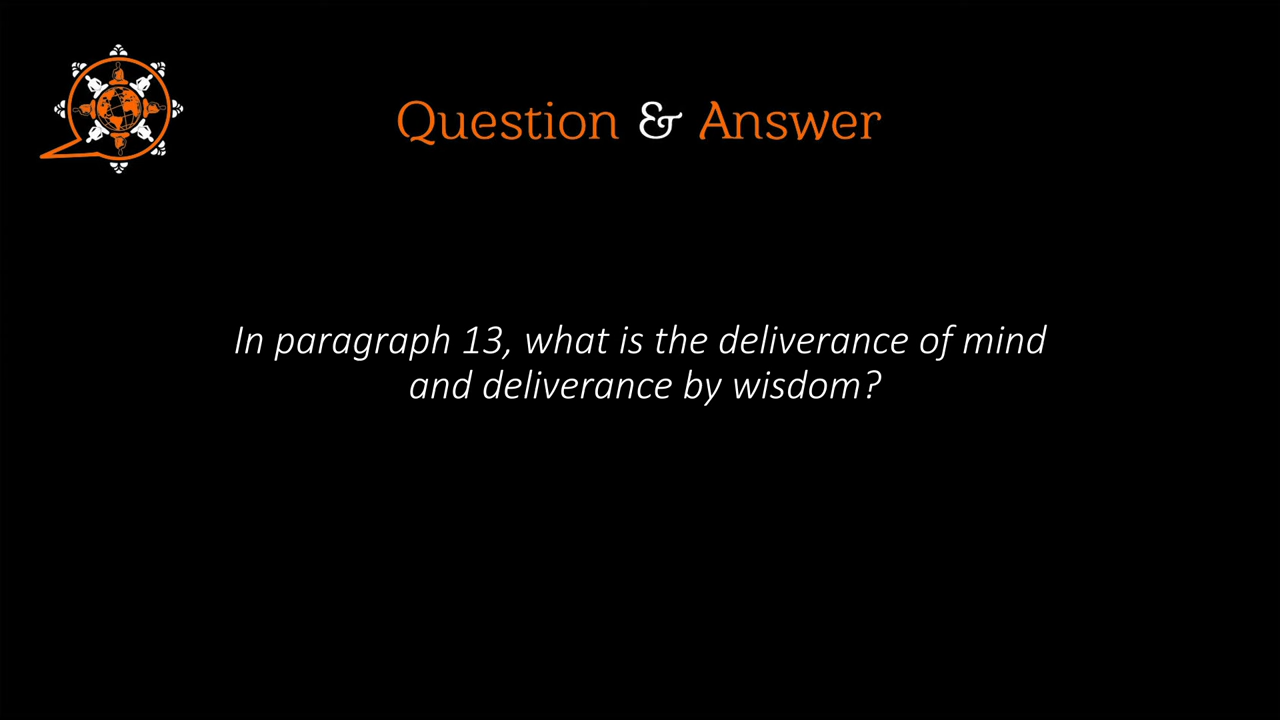 Question & Answer
In paragraph 13, what is the deliverance of mind
and deliverance by wisdom?